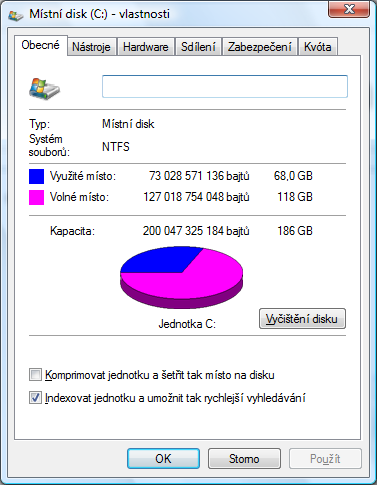 Místní disk (C:) - vlastnosti
Obecné Nástroje Hardware Sdílení Zabezpečení Kvóta
Typ: Místní disk
Systém souborů: NTFS
Využité místo: 73 028 571 136 bajtů 68,0 GB
Volné místo: 127 018 754 048 bajtů 118 GB
Kapacita: 200 047 325 184 bajtů 186 GB
Jednotka C:
Vyčištění disku
Komprimovat jednotku a šetřit tak místo na disku
Indexovat jednotku a umožnit tak rychlejší vyhledávání
OK Storno Použít